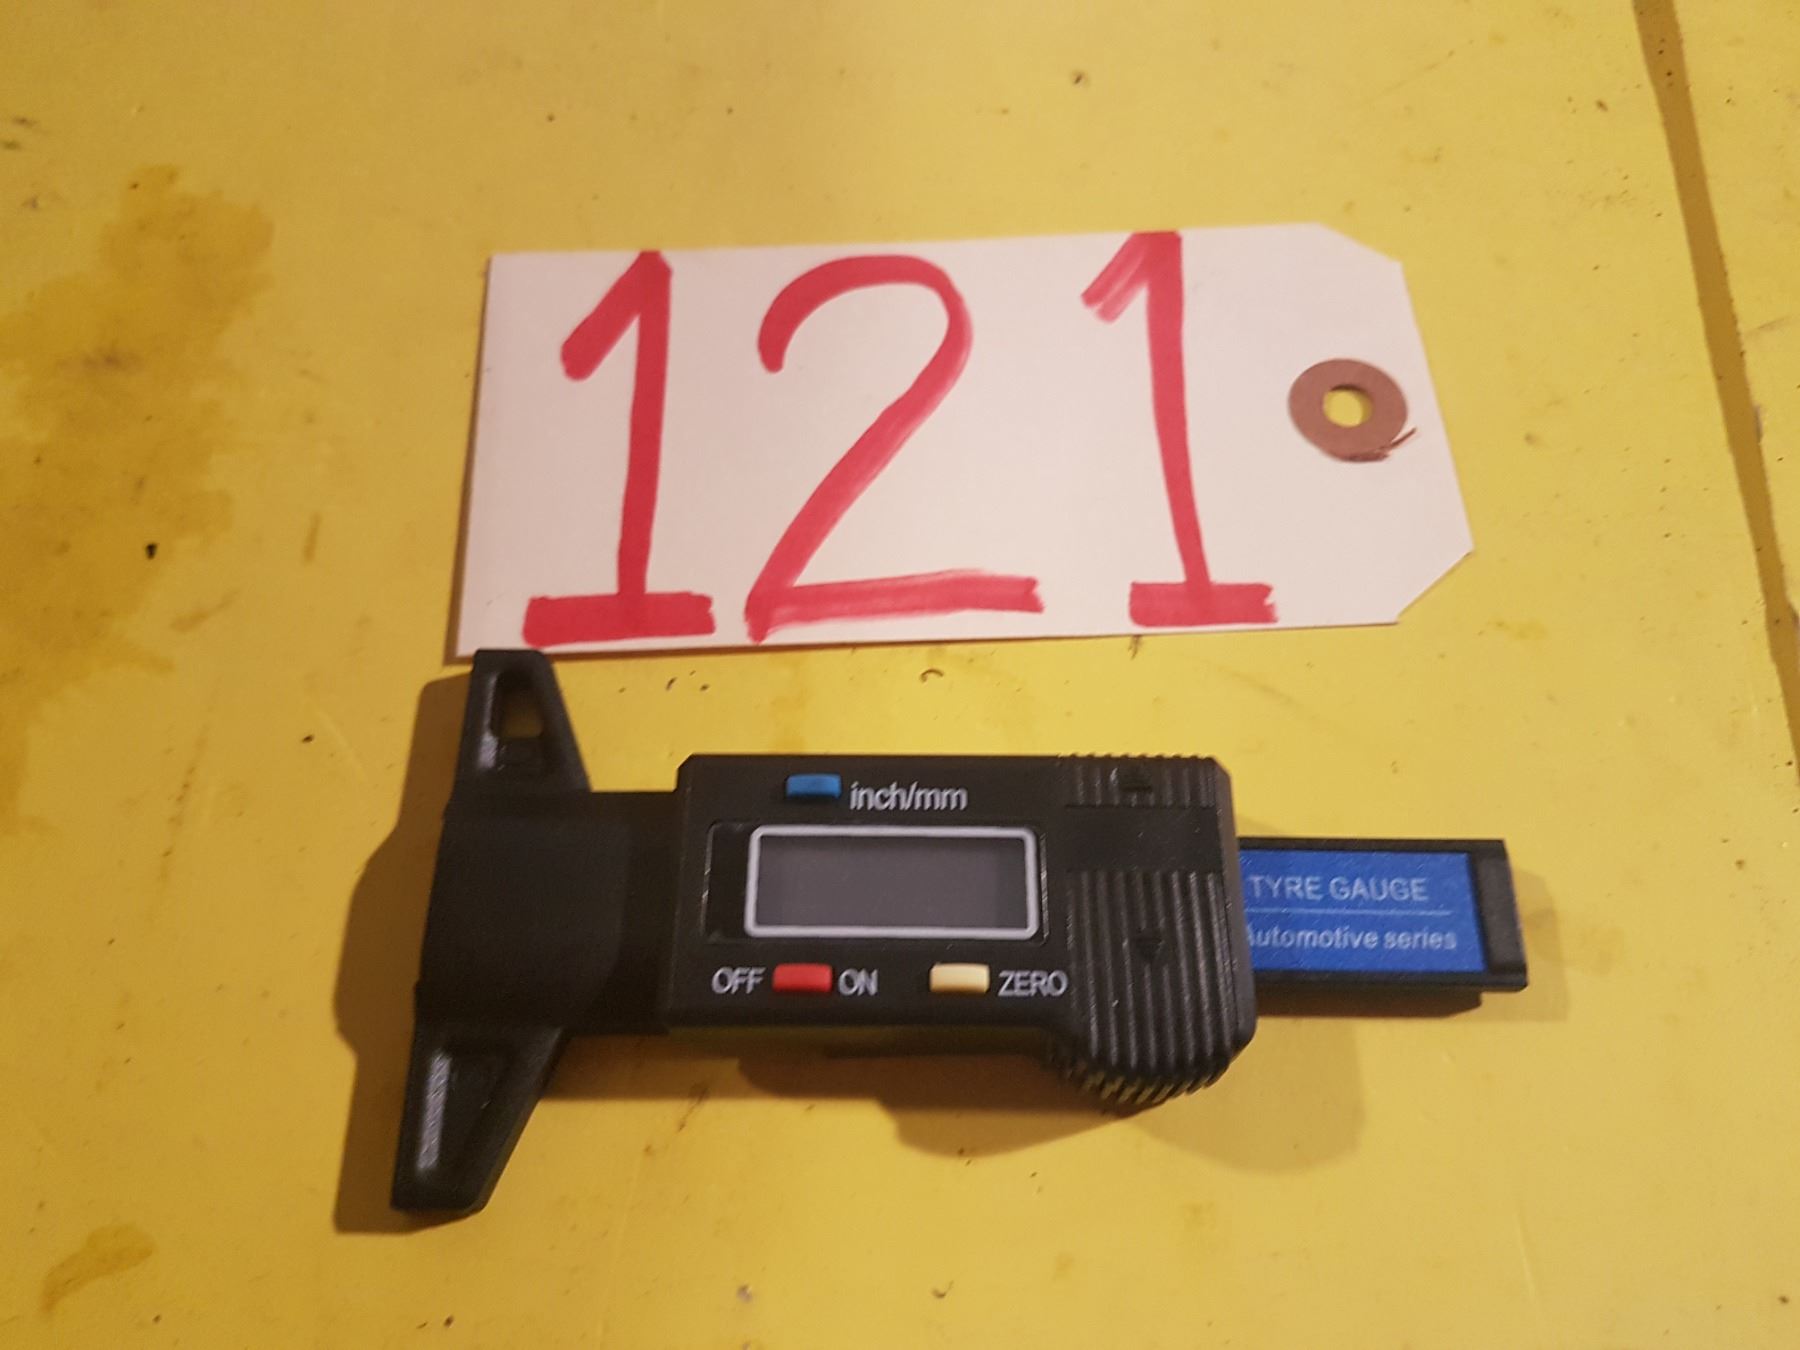 121
inch/mm
OFF ON ZERO
TYRE GAUGE
Automotive series